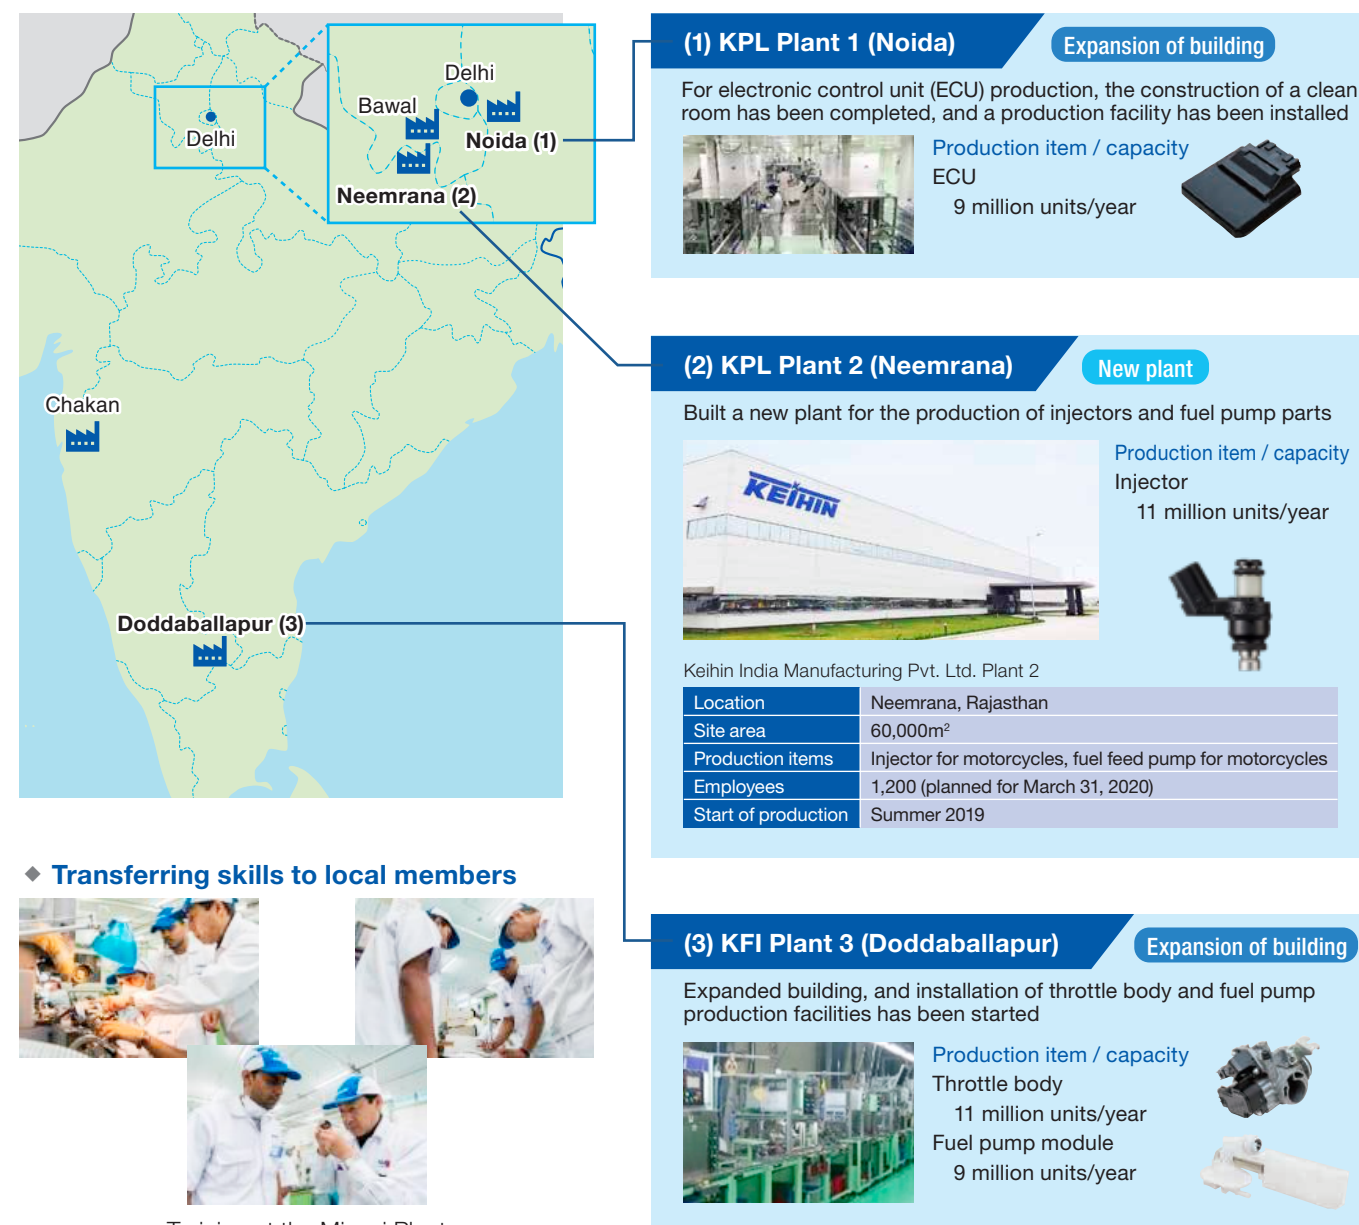 Delhi
Delhi
Bawal
Noida (1)
Neemrana (2)
Chakan
Doddaballapur (3)
(1) KPL Plant 1 (Noida)
Expansion of building
For electronic control unit (ECU) production, the construction of a clean
room has been completed, and a production facility has been installed
Production item / capacity
ECU
9 million units/year
(2) KPL Plant 2 (Neemrana)
New plant
Built a new plant for the production of injectors and fuel pump parts
KEIHIN
Production item / capacity
Injector
11 million units/year
Keihin India Manufacturing Pvt. Ltd. Plant 2
Location Neemrana, Rajasthan
Site area 60,000m²
Production items Injector for motorcycles, fuel feed pump for motorcycles
Employees 1,200 (planned for March 31, 2020)
Start of production Summer 2019
◆ Transferring skills to local members
(3) KFI Plant 3 (Doddaballapur)
Expansion of building
Expanded building, and installation of throttle body and fuel pump
production facilities has been started
Production item / capacity
Throttle body
11 million units/year
Fuel pump module
9 million units/year